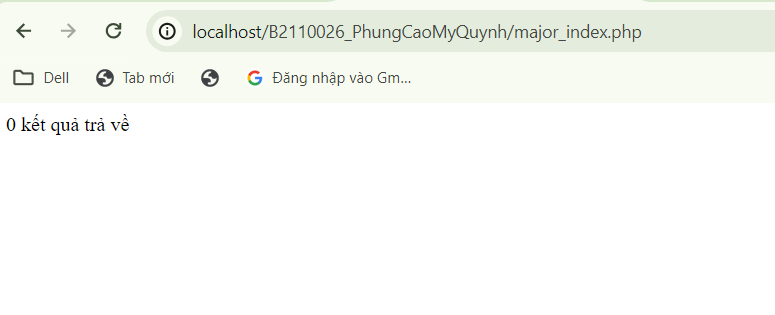 localhost/B2110026_PhungCaoMyQuynh/major_index.php
Dell Tab mới Đăng nhập vào Gm...
0 kết quả trả về